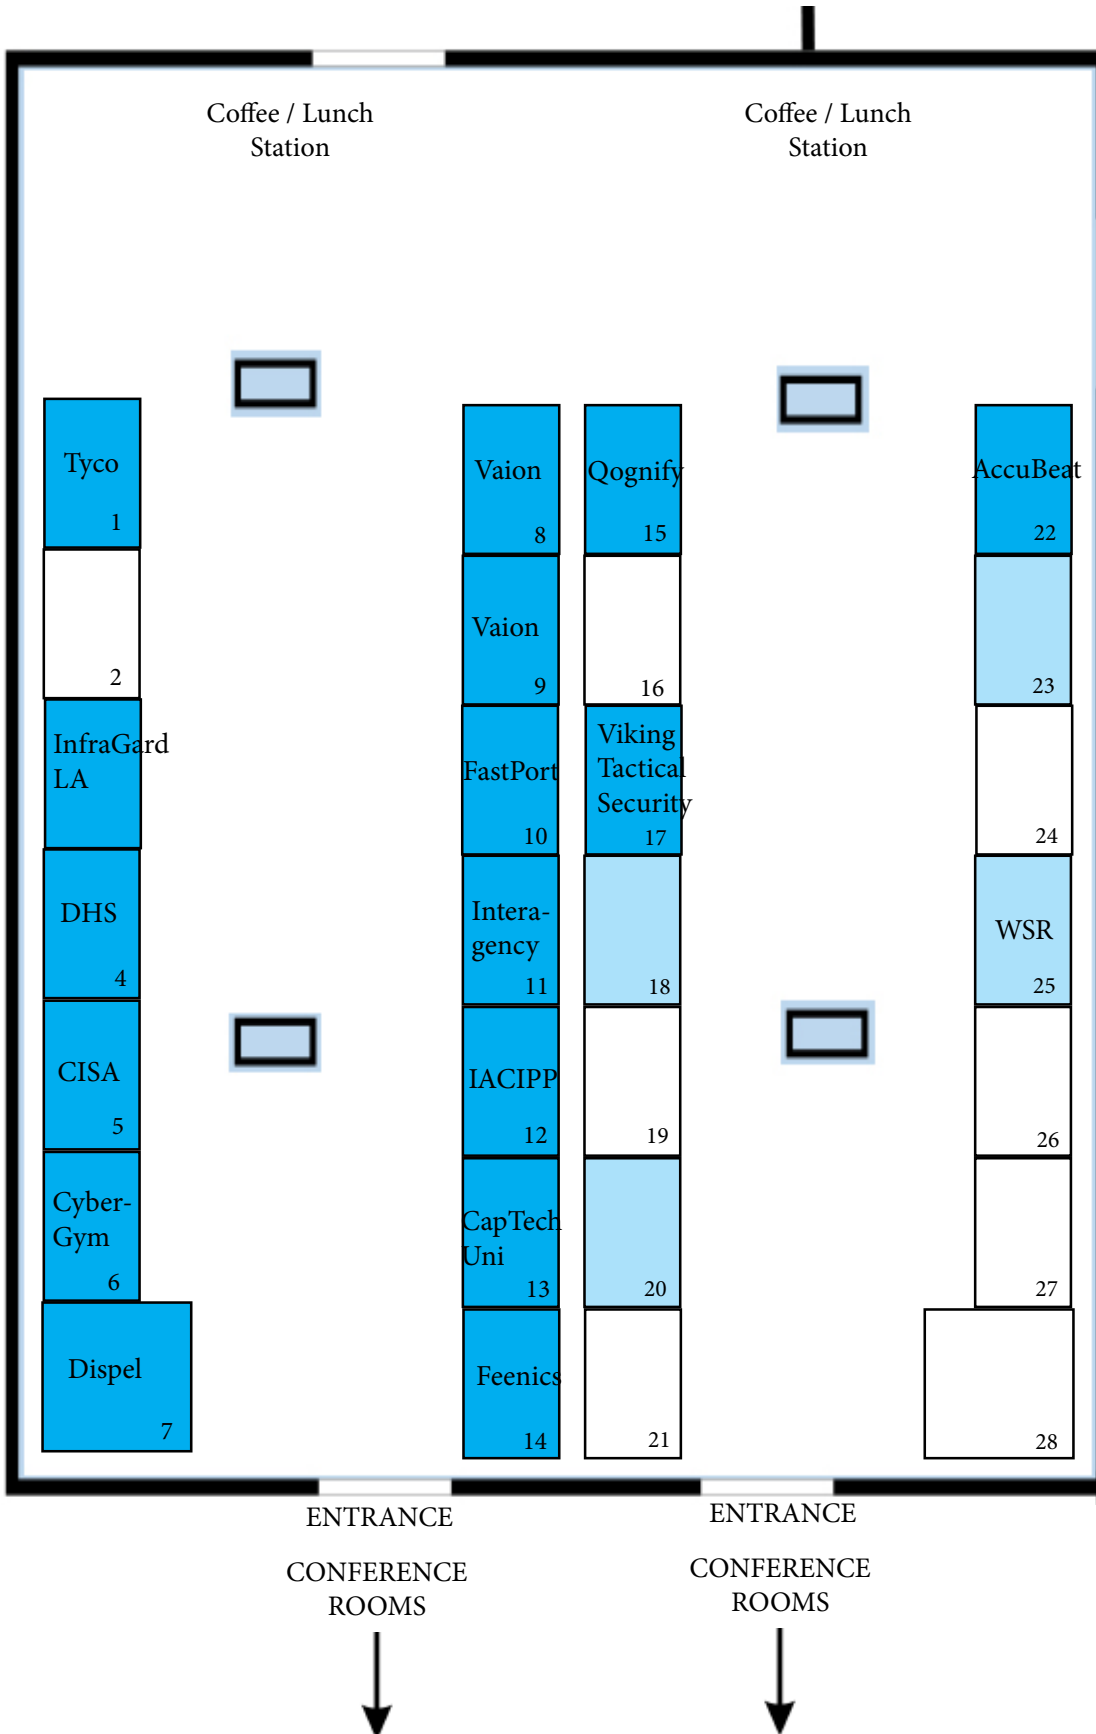 Coffee / Lunch
Station
Coffee / Lunch
Station
Tyco
1
2
InfraGard
LA
DHS
4
CISA
5
Cyber-
Gym
6
Dispel
7
Vaion
8
Vaion
9
FastPort
10
Intera-
gency
11
IACIPP
12
CapTech
Uni
13
Feenics
14
Qognify
15
16
Viking
Tactical
Security
17
18
19
20
21
AccuBeat
22
23
24
WSR
25
26
27
28
ENTRANCE
CONFERENCE
ROOMS
ENTRANCE
CONFERENCE
ROOMS